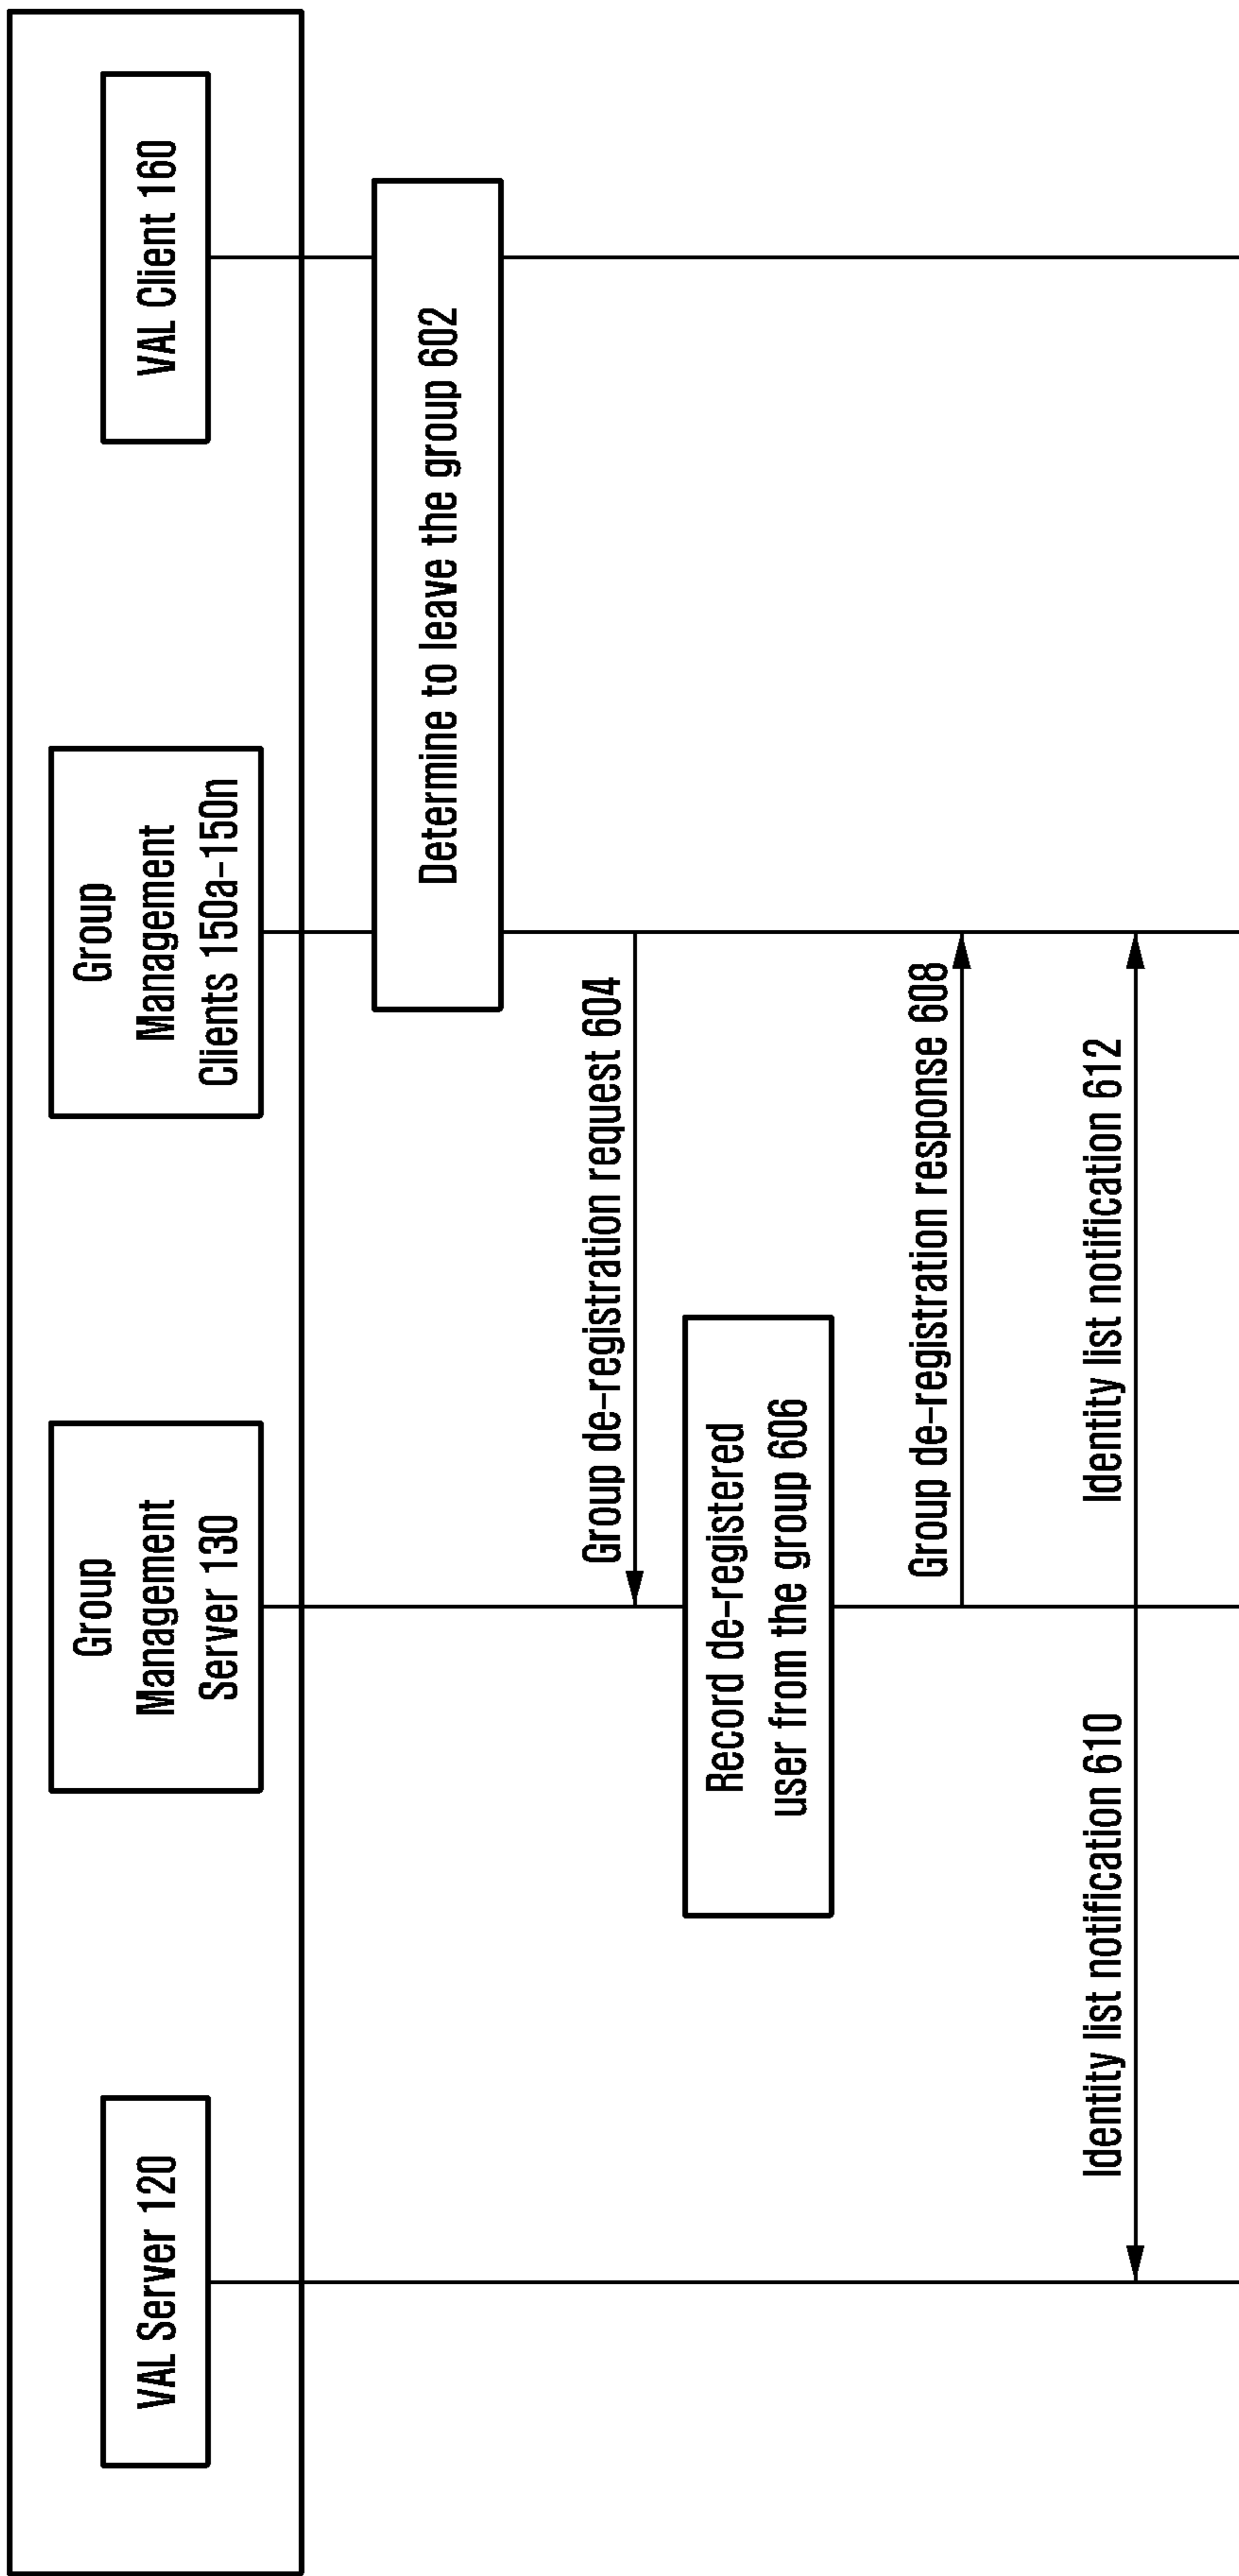 VAL Server 120
Group
Management
Server 130
Group
Management
Clients 150a-150n
VAL Client 160
Determine to leave the group 602
Group de-registration request 604
Record de-registered
user from the group 606
Group de-registration response 608
Identity list notification 610
Identity list notification 612